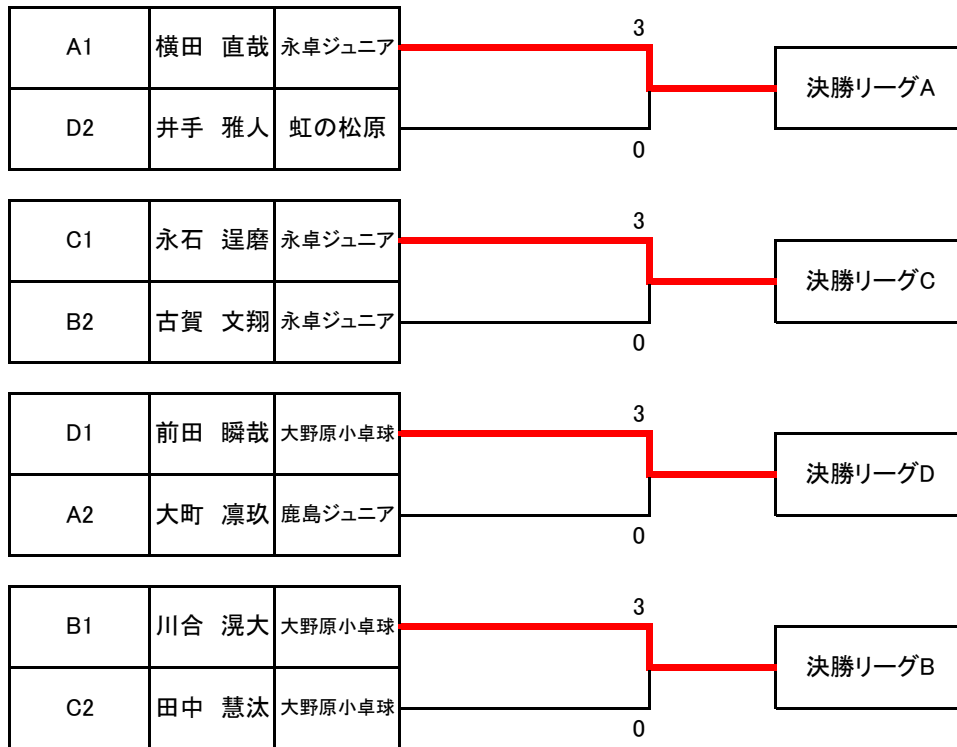 A1 横田 直哉 永卓ジュニア 3
決勝リーグA
D2 井手 雅人 虹の松原 0
C1 永石 逞磨 永卓ジュニア 3
決勝リーグC
B2 古賀 文翔 永卓ジュニア 0
D1 前田 瞬哉 大野原小卓球 3
決勝リーグD
A2 大町 凛玖 鹿島ジュニア 0
B1 川合 滉大 大野原小卓球 3
決勝リーグB
C2 田中 慧汰 大野原小卓球 0